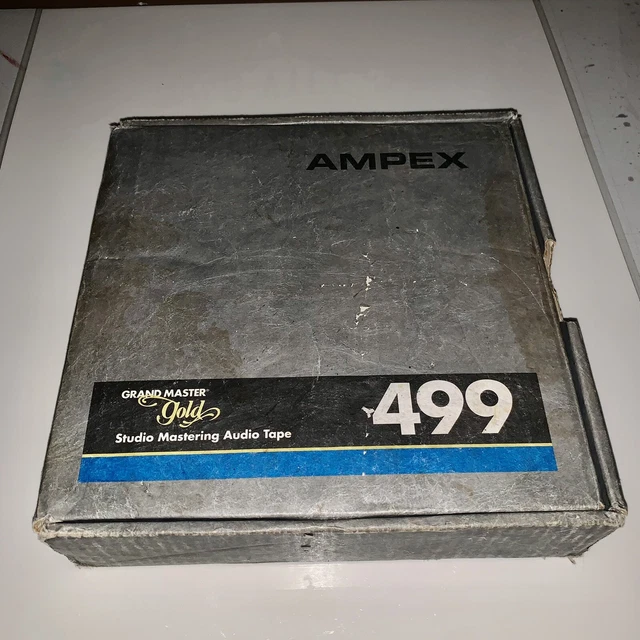 AMPEX
GRAND MASTER®
gold
Studio Mastering Audio Tape
499